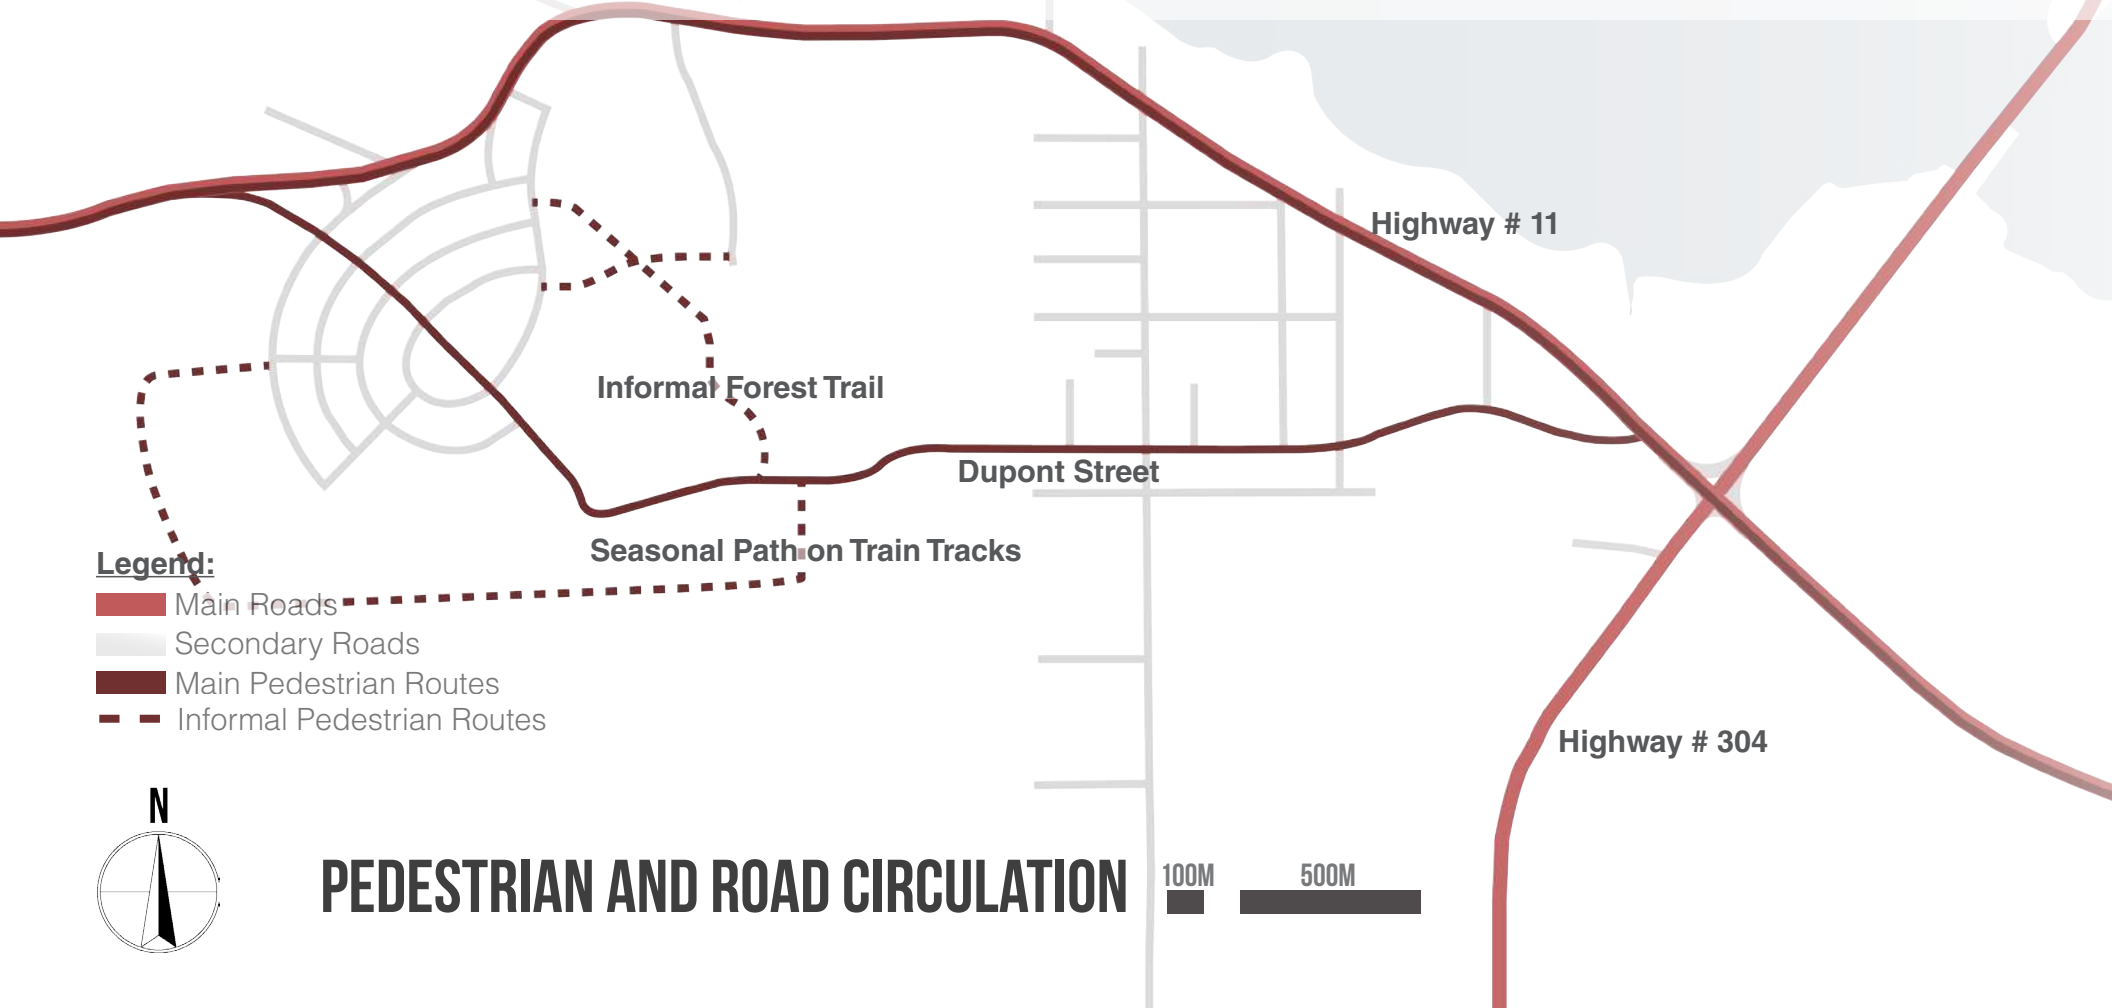 Highway # 11
Informal Forest Trail
Dupont Street
Seasonal Path on Train Tracks
Legend:
Main Roads
Secondary Roads
Main Pedestrian Routes
Informal Pedestrian Routes
Highway # 304
N
PEDESTRIAN AND ROAD CIRCULATION
100M
500M